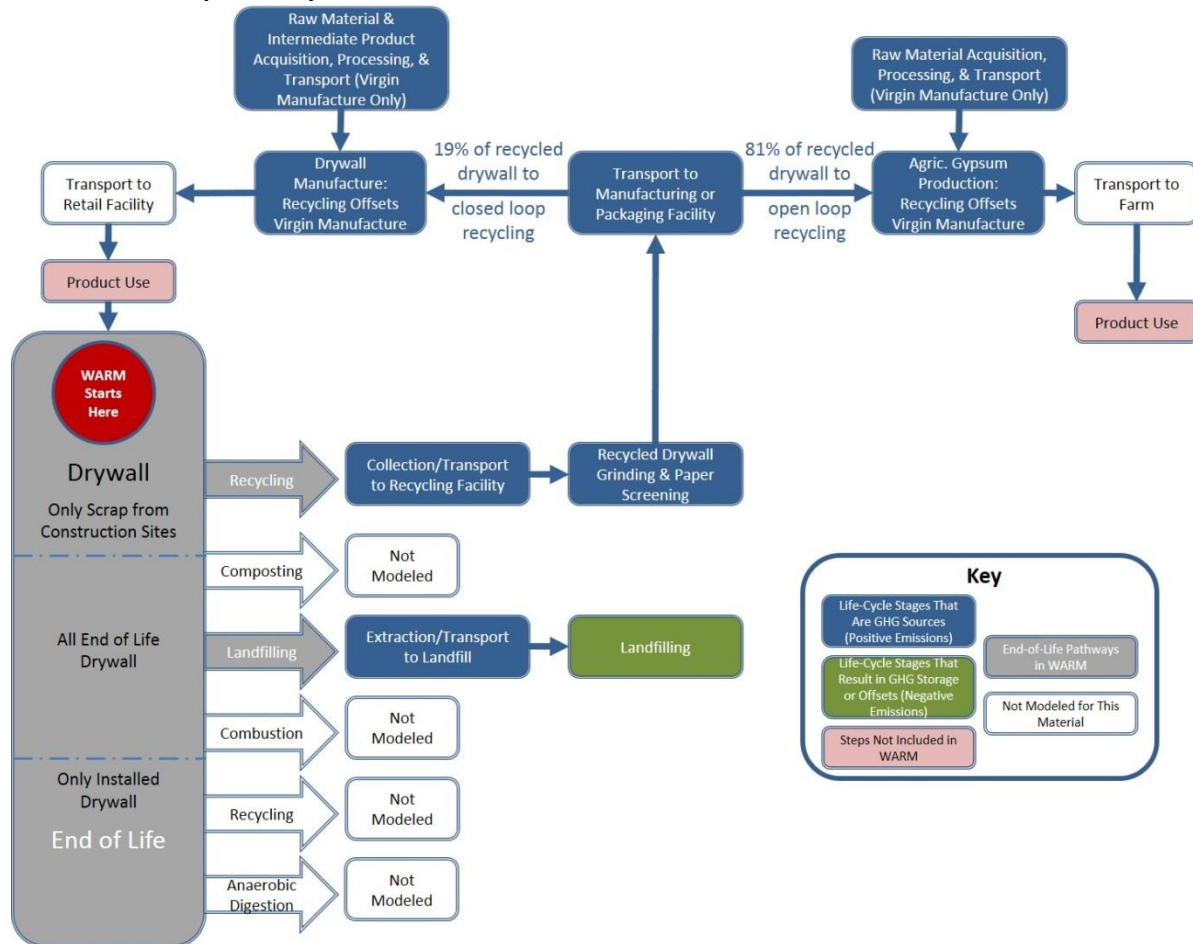 Raw Material &
Intermediate Product
Acquisition, Processing, &
Transport (Virgin
Manufacture Only)
Raw Material Acquisition,
Processing, & Transport
(Virgin Manufacture Only)
Transport to
Retail Facility
Drywall
Manufacture:
Recycling Offsets
Virgin Manufacture
19% of recycled
drywall to
closed loop
recycling
Transport to
Manufacturing or
Packaging Facility
81% of recycled
drywall to
open loop
recycling
Agric. Gypsum
Production:
Recycling Offsets
Virgin Manufacture
Transport to
Farm
Product Use
Product Use
WARM
Starts
Here
Drywall
Only Scrap from
Construction Sites
Recycling
Collection/Transport
to Recycling Facility
Recycled Drywall
Grinding & Paper
Screening
Composting
Not
Modeled
All End of Life
Drywall
Landfilling
Extraction/Transport
to Landfill
Landfilling
Combustion
Not
Modeled
Only Installed
Drywall
End of Life
Recycling
Not
Modeled
Anaerobic
Digestion
Not
Modeled
Key
Life-Cycle Stages That
Are GHG Sources
(Positive Emissions)
Life-Cycle Stages That
Result in GHG Storage
or Offsets (Negative
Emissions)
Steps Not Included in
WARM
End-of-Life Pathways
in WARM
Not Modeled for This
Material